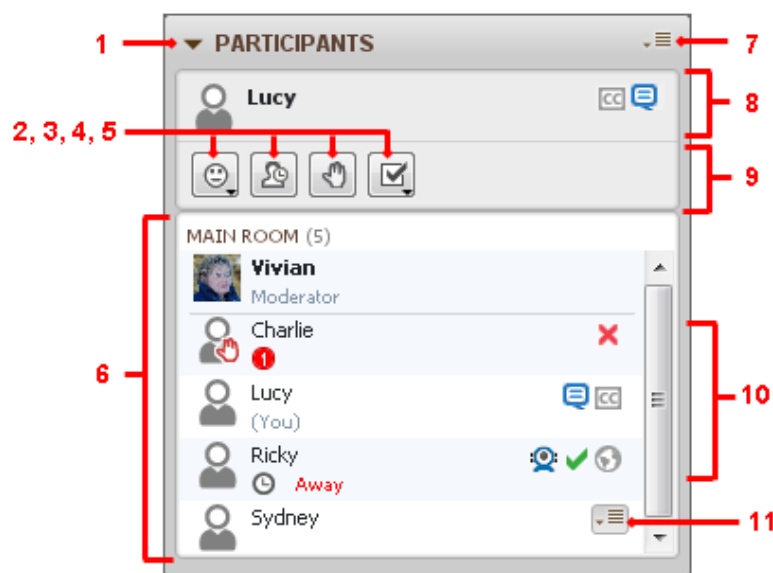 1 PARTICIPANTS 7
Lucy CC 8
2, 3, 4, 5
9
MAIN ROOM (5)
Vivian
Moderator
Charlie
1
6 10
Lucy CC
(You)
Ricky
Away
Sydney 11